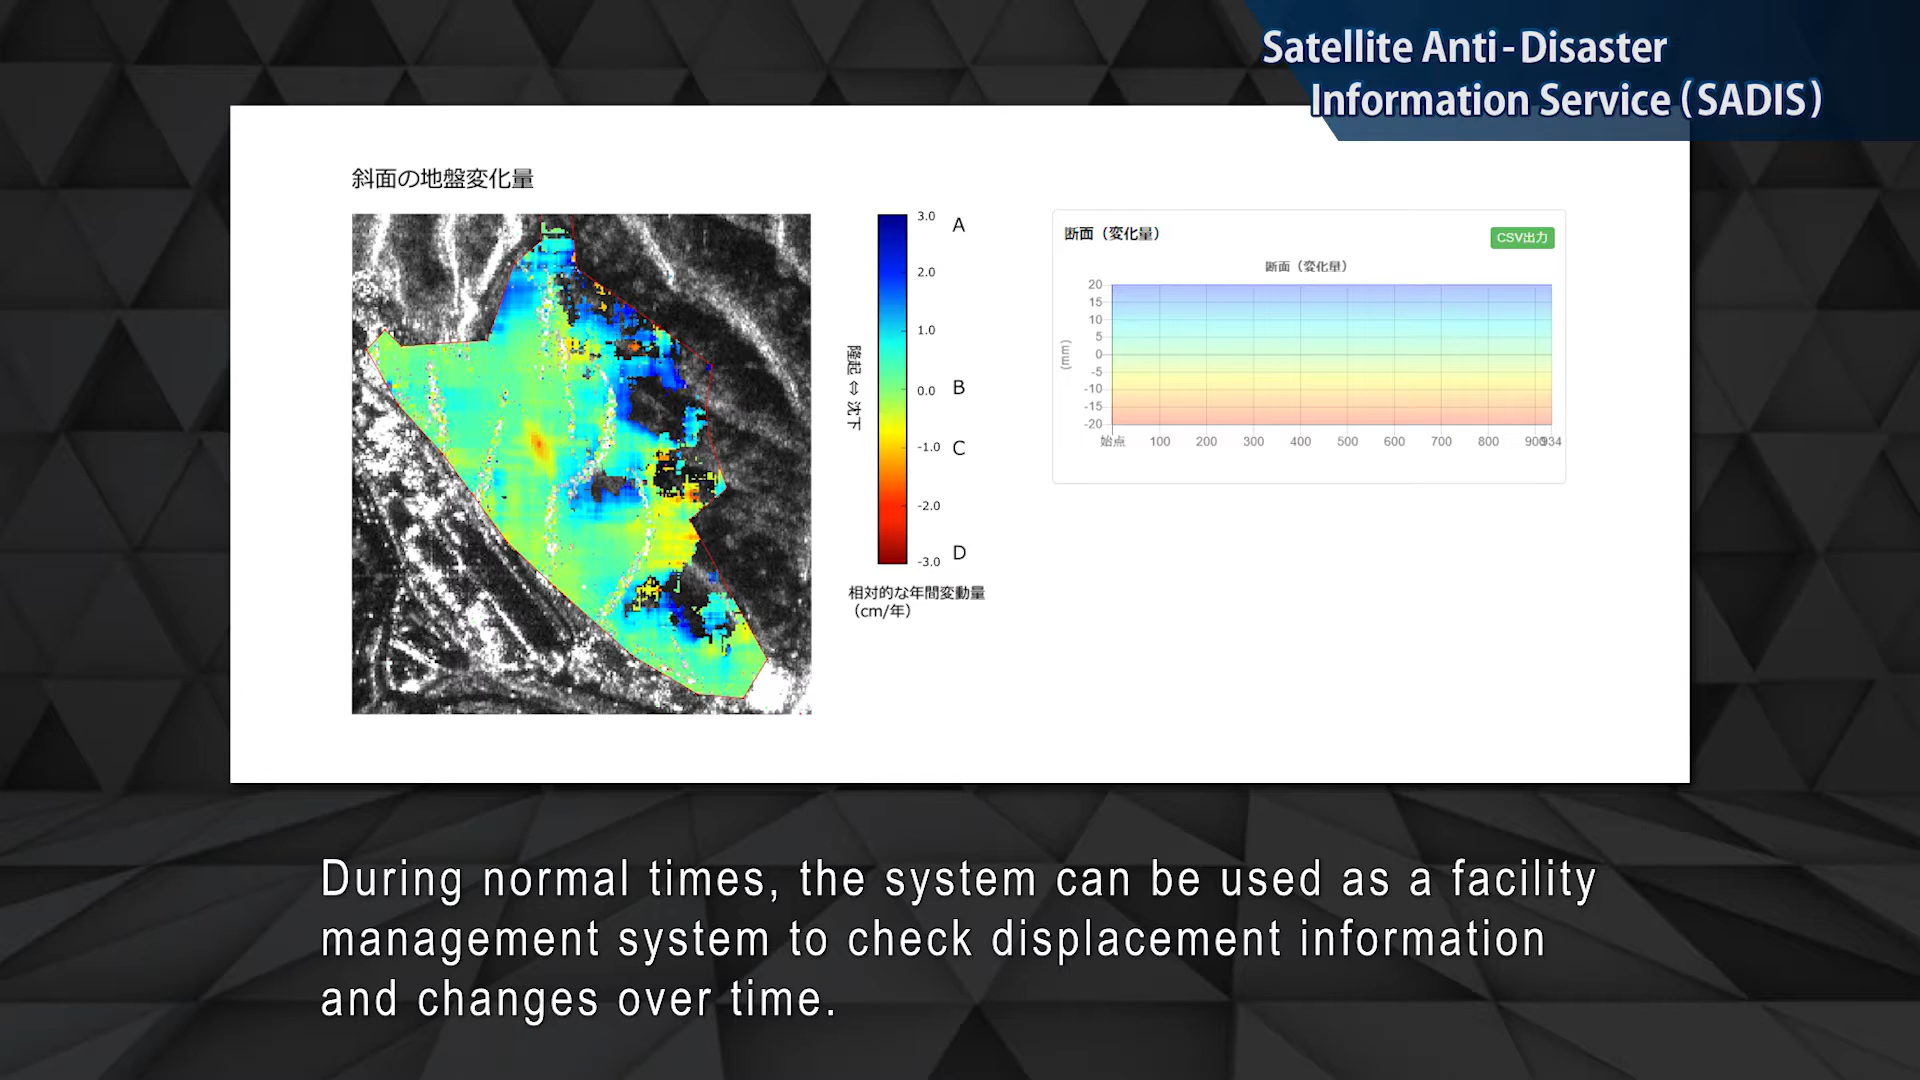 Satellite Anti-Disaster
Information Service (SADIS)
斜面の地盤変化量
3.0
A
2.0
1.0
0.0
B
-1.0
C
-2.0
-3.0
D
隆起 ⇔ 沈下
相対的な年間変動量
（cm/年）
断面（変化量）
CSV出力
断面（変化量）
20
15
10
5
0
-5
-10
-15
-20
(mm)
始点 100 200 300 400 500 600 700 800 900 934
During normal times, the system can be used as a facility
management system to check displacement information
and changes over time.